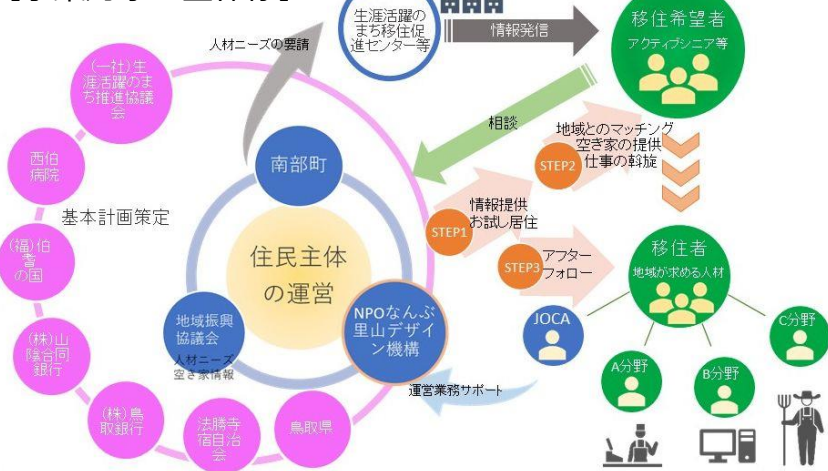 生涯活躍の
まち移住促
進センター等
情報発信
移住希望者
アクティブシニア等
人材ニーズの要請
(一社)生
涯活躍のま
ち推進協議
会
相談
地域とのマッチング
空き家の提供
仕事の斡旋
STEP2
西伯
病院
南部町
基本計画策定
情報提供
お試し居住
STEP1
(福)伯
耆
の国
住民主体
の運営
アフター
フォロー
STEP3
移住者
地域が求める人材
地域振興
協議会
人材ニーズ
空き家情報
NPOなんぶ
里山デザイ
ン機構
JOCA
C分野
(株)山
陰合同
銀行
A分野
B分野
運営業務サポート
(株)鳥
取銀行
法勝寺
宿自治
会
鳥取県